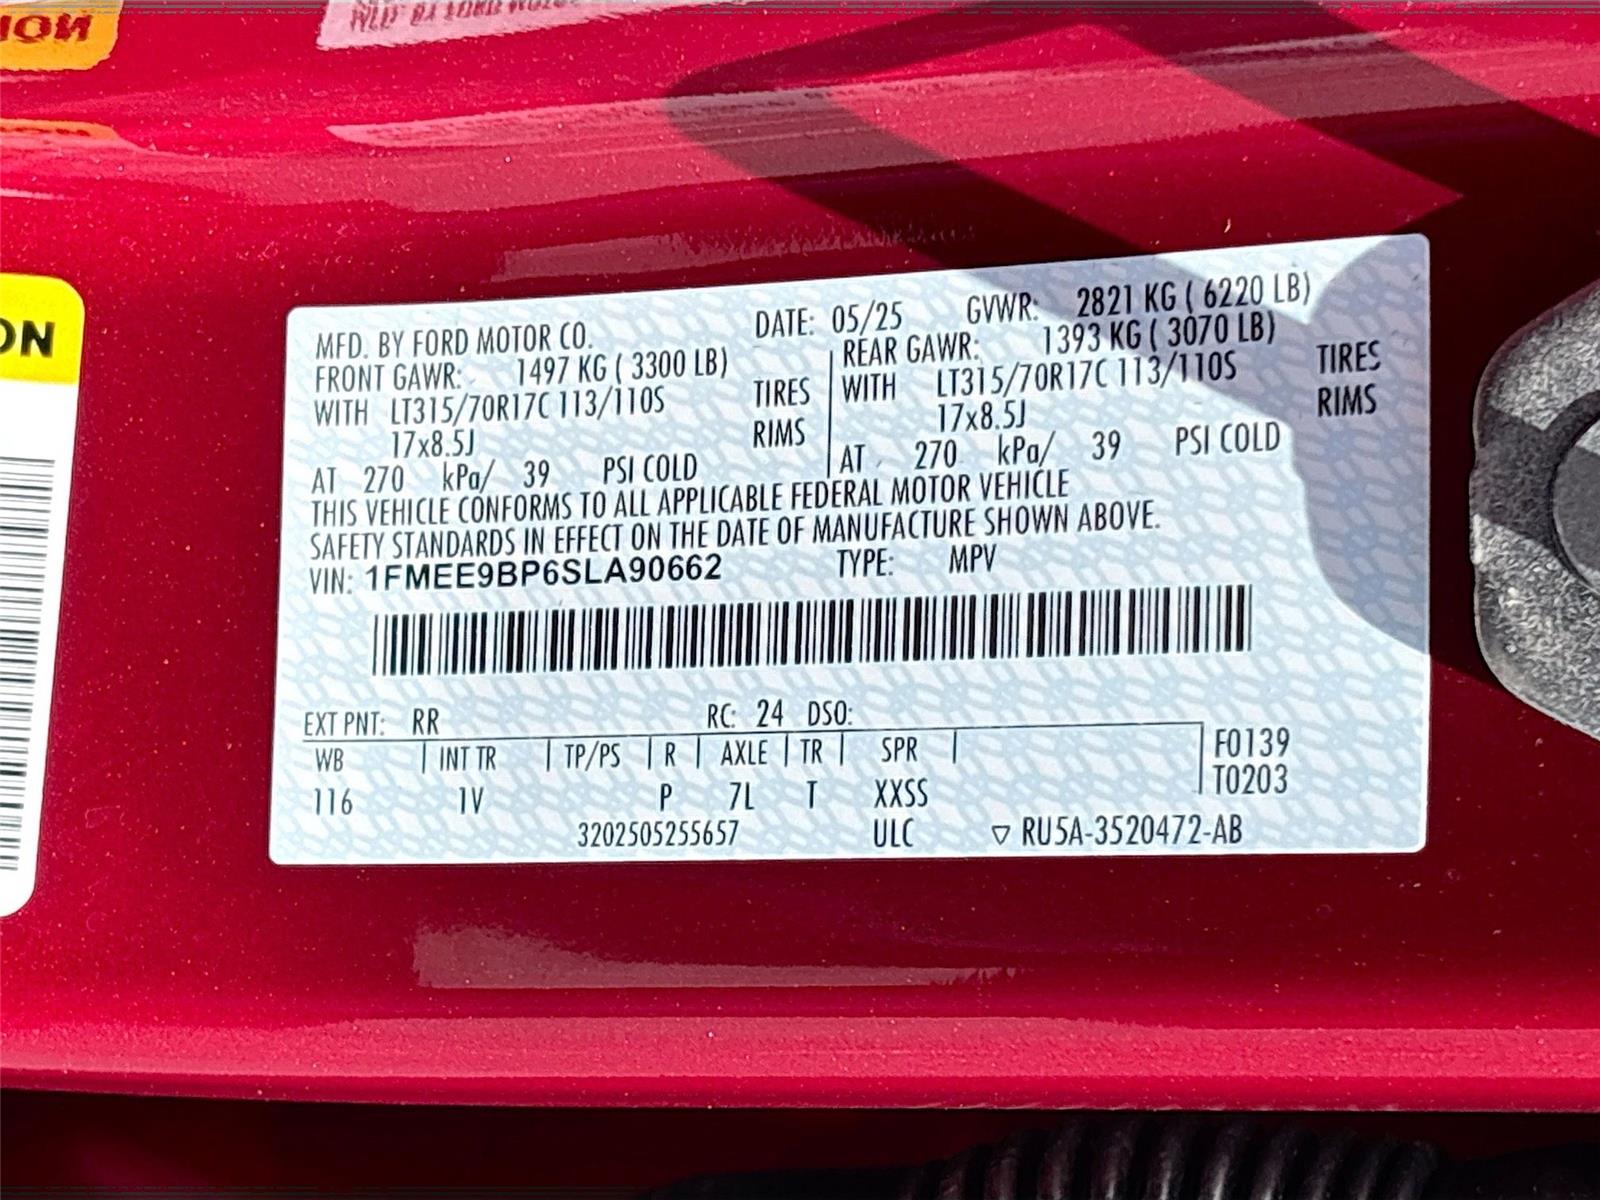 ON
MFD. BY FORD MOTOR CO. DATE: 05/25 GVWR: 2821 KG ( 6220 LB)
FRONT GAWR: 1497 KG ( 3300 LB) REAR GAWR: 1393 KG ( 3070 LB)
WITH LT315/70R17C 113/110S TIRES WITH LT315/70R17C 113/110S TIRES
17x8.5J RIMS 17x8.5J RIMS
AT 270 kPa/ 39 PSI COLD AT 270 kPa/ 39 PSI COLD
THIS VEHICLE CONFORMS TO ALL APPLICABLE FEDERAL MOTOR VEHICLE
SAFETY STANDARDS IN EFFECT ON THE DATE OF MANUFACTURE SHOWN ABOVE.
VIN: 1FMEE9BP6SLA90662 TYPE: MPV
EXT PNT: RR RC: 24 DSO:
WB INT TR TP/PS R AXLE TR SPR F0139
116 1V P 7L T XXSS T0203
3202505255657 ULC ▽ RU5A-3520472-AB